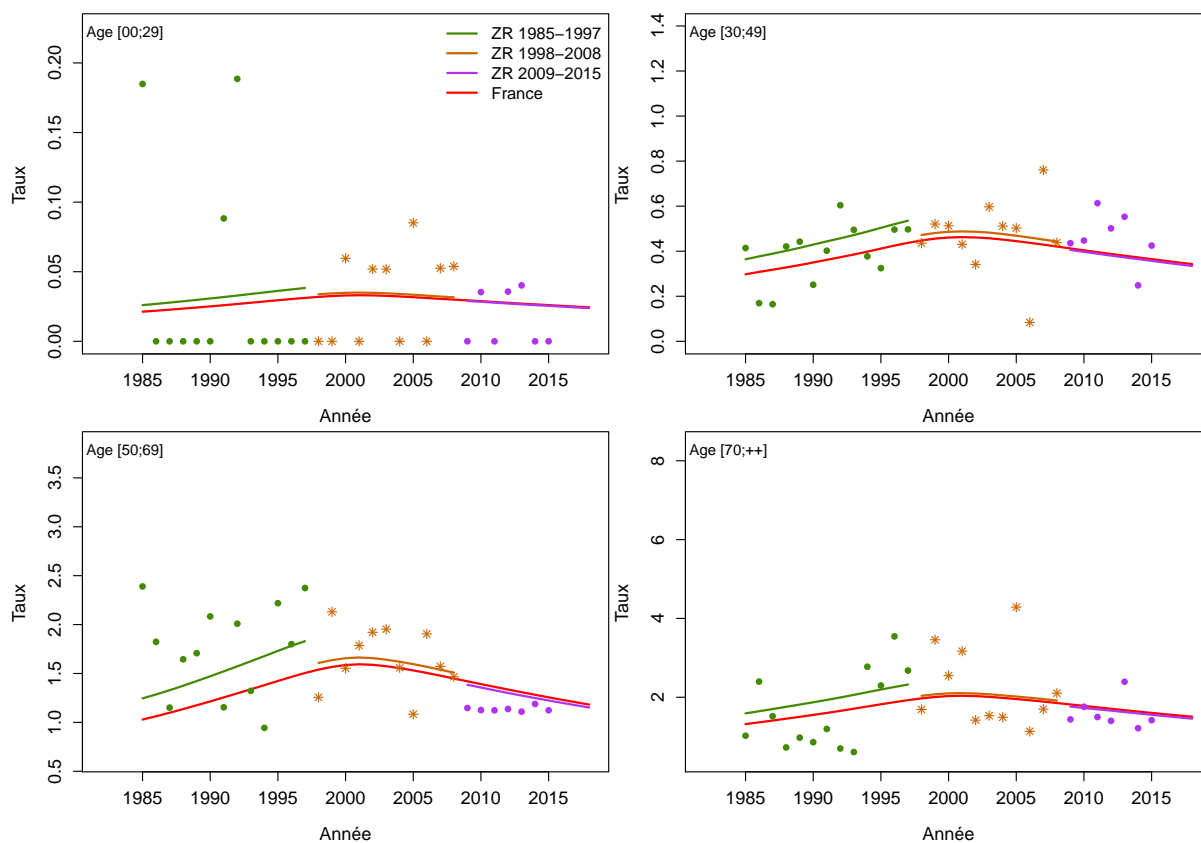 Age [00;29]
ZR 1985−1997
ZR 1998−2008
ZR 2009−2015
France
Taux
0.00 0.05 0.10 0.15 0.20
1985 1990 1995 2000 2005 2010 2015
Année
Age [30;49]
Taux
0.0 0.2 0.4 0.6 0.8 1.0 1.2 1.4
1985 1990 1995 2000 2005 2010 2015
Année
Age [50;69]
Taux
0.5 1.0 1.5 2.0 2.5 3.0 3.5
1985 1990 1995 2000 2005 2010 2015
Année
Age [70;++]
Taux
2 4 6 8
1985 1990 1995 2000 2005 2010 2015
Année